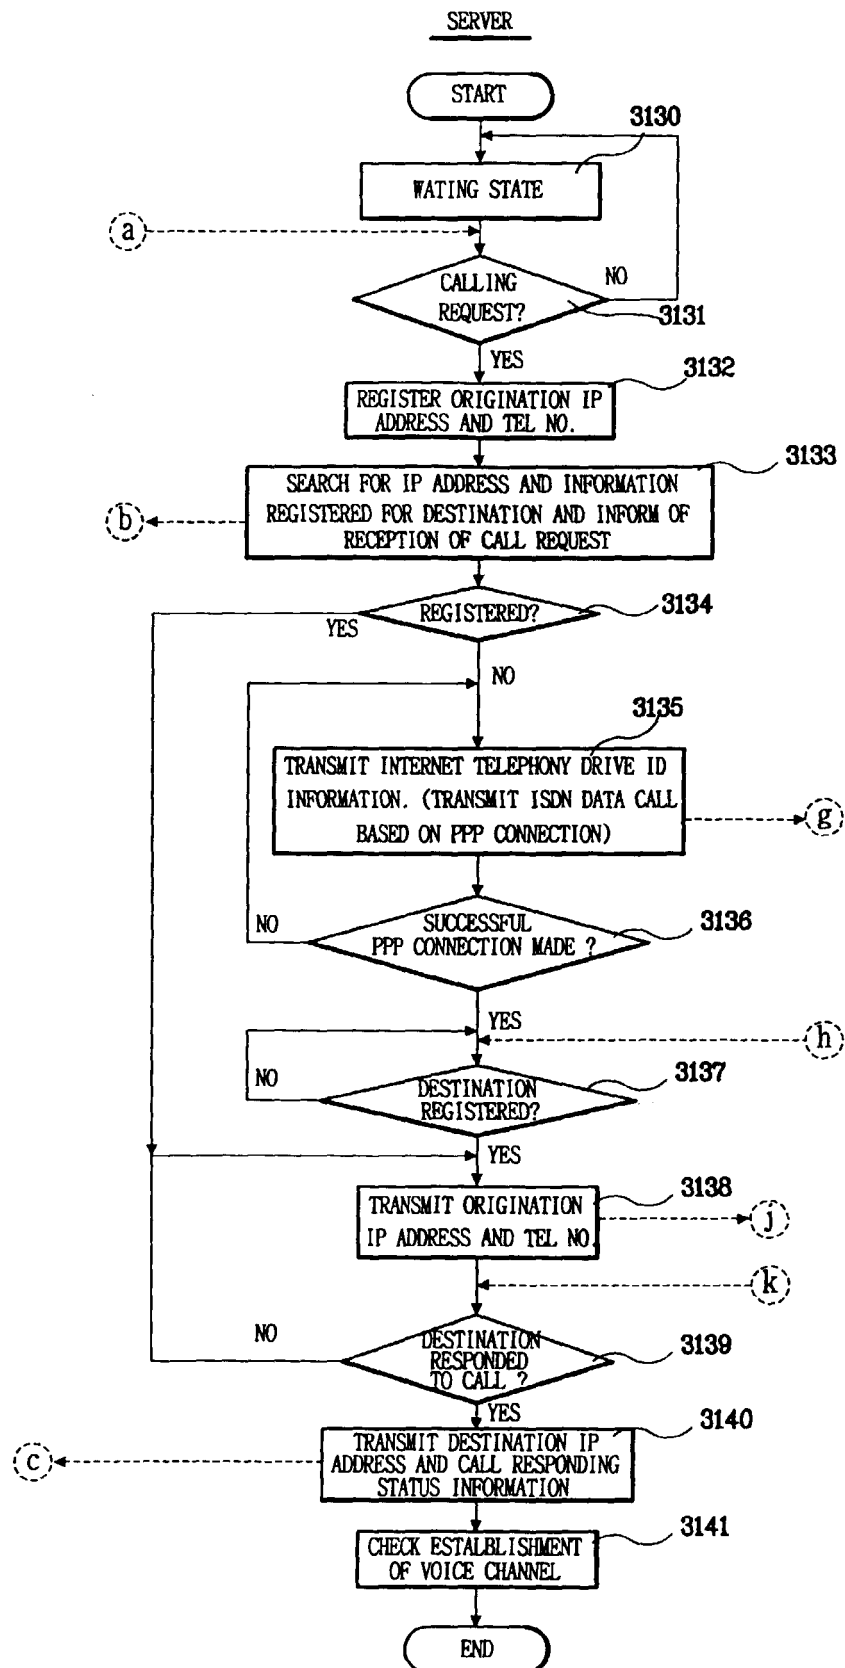 SERVER
START
3130
WATING STATE
a
CALLING
REQUEST?
NO
3131
YES
3132
REGISTER ORIGINATION IP
ADDRESS AND TEL NO.
3133
SEARCH FOR IP ADDRESS AND INFORMATION
REGISTERED FOR DESTINATION AND INFORM OF
RECEPTION OF CALL REQUEST
b
REGISTERED?
3134
YES
NO
3135
TRANSMIT INTERNET TELEPHONY DRIVE ID
INFORMATION. (TRANSMIT ISDN DATA CALL
BASED ON PPP CONNECTION)
g
SUCCESSFUL
PPP CONNECTION MADE ?
3136
NO
YES
h
DESTINATION
REGISTERED?
3137
NO
YES
3138
TRANSMIT ORIGINATION
IP ADDRESS AND TEL NO.
j
k
NO
DESTINATION
RESPONDED
TO CALL ?
3139
YES
3140
TRANSMIT DESTINATION IP
ADDRESS AND CALL RESPONDING
STATUS INFORMATION
c
3141
CHECK ESTALBLISHMENT
OF VOICE CHANNEL
END